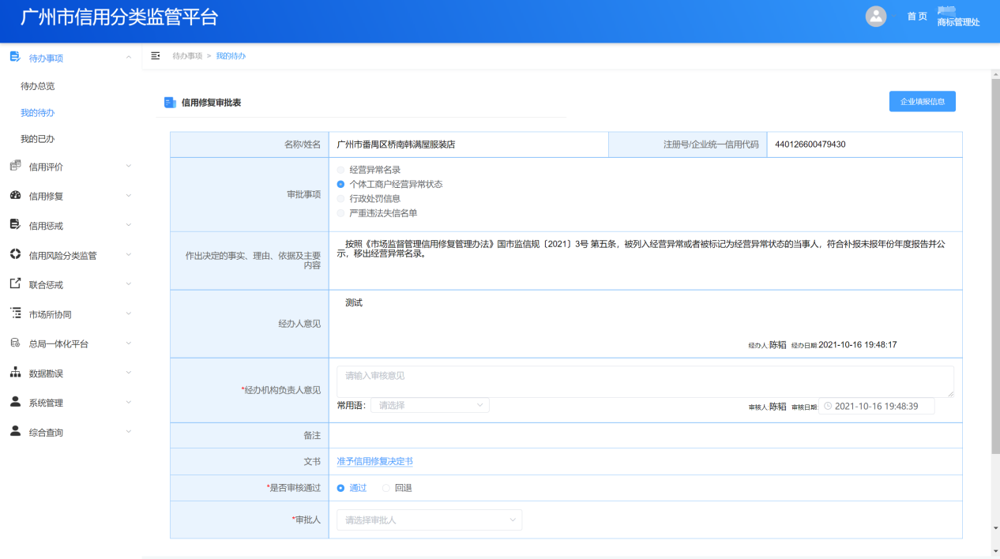 广州市信用分类监管平台
首页
商标管理处
待办事项
待办总览
我的待办
我的已办
信用评价
信用修复
信用惩戒
信用风险分类监管
联合惩戒
市场所协同
总局一体化平台
数据勘误
系统管理
综合查询
待办事项 > 我的待办
信用修复审批表
企业填报信息
名称/姓名 广州市番禺区桥南韩满屋服装店 注册号/企业统一信用代码 440126600479430
审批事项
经营异常名录
个体工商户经营异常状态
行政处罚信息
严重违法失信名单
作出决定的事实、理由、依据及主要
内容
按照《市场监督管理信用修复管理办法》国市监信规〔2021〕3号 第五条，被列入经营异常或者被标记为经营异常状态的当事人，符合补报未报年份年度报告并公
示，移出经营异常名录。
经办人意见
测试
经办人 陈韬 经办日期 2021-10-16 19:48:17
*经办机构负责人意见
请输入审核意见
常用语： 请选择
审核人 陈韬 审核日期: 2021-10-16 19:48:39
备注
文书 准予信用修复决定书
*是否审核通过 通过 回退
*审批人 请选择审批人